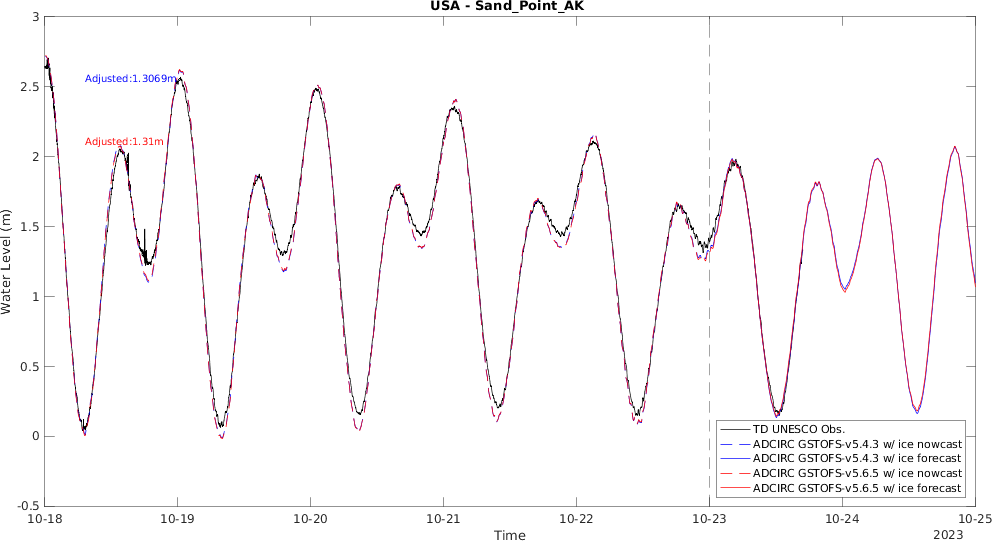 USA - Sand_Point_AK
3
2.5
2
1.5
1
0.5
0
-0.5
Water Level (m)
Adjusted:1.3069m
Adjusted:1.31m
TD UNESCO Obs.
ADCIRC GSTOFS-v5.4.3 w/ ice nowcast
ADCIRC GSTOFS-v5.4.3 w/ ice forecast
ADCIRC GSTOFS-v5.6.5 w/ ice nowcast
ADCIRC GSTOFS-v5.6.5 w/ ice forecast
10-18 10-19 10-20 10-21 10-22 10-23 10-24 10-25
Time
2023